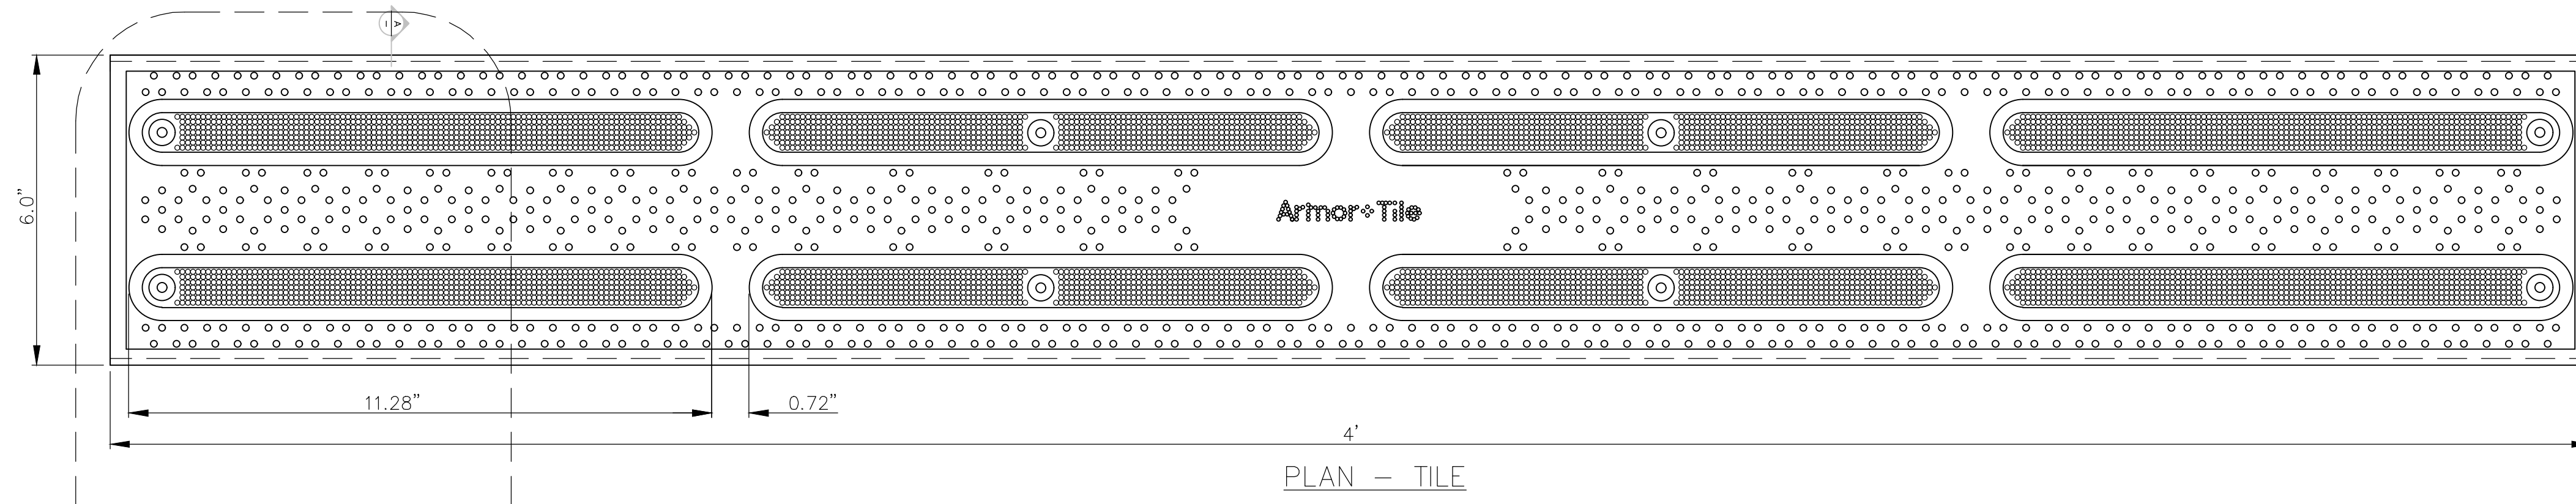 A
–
6.0"
Armor-Tile
11.28"
0.72"
4'
PLAN – TILE